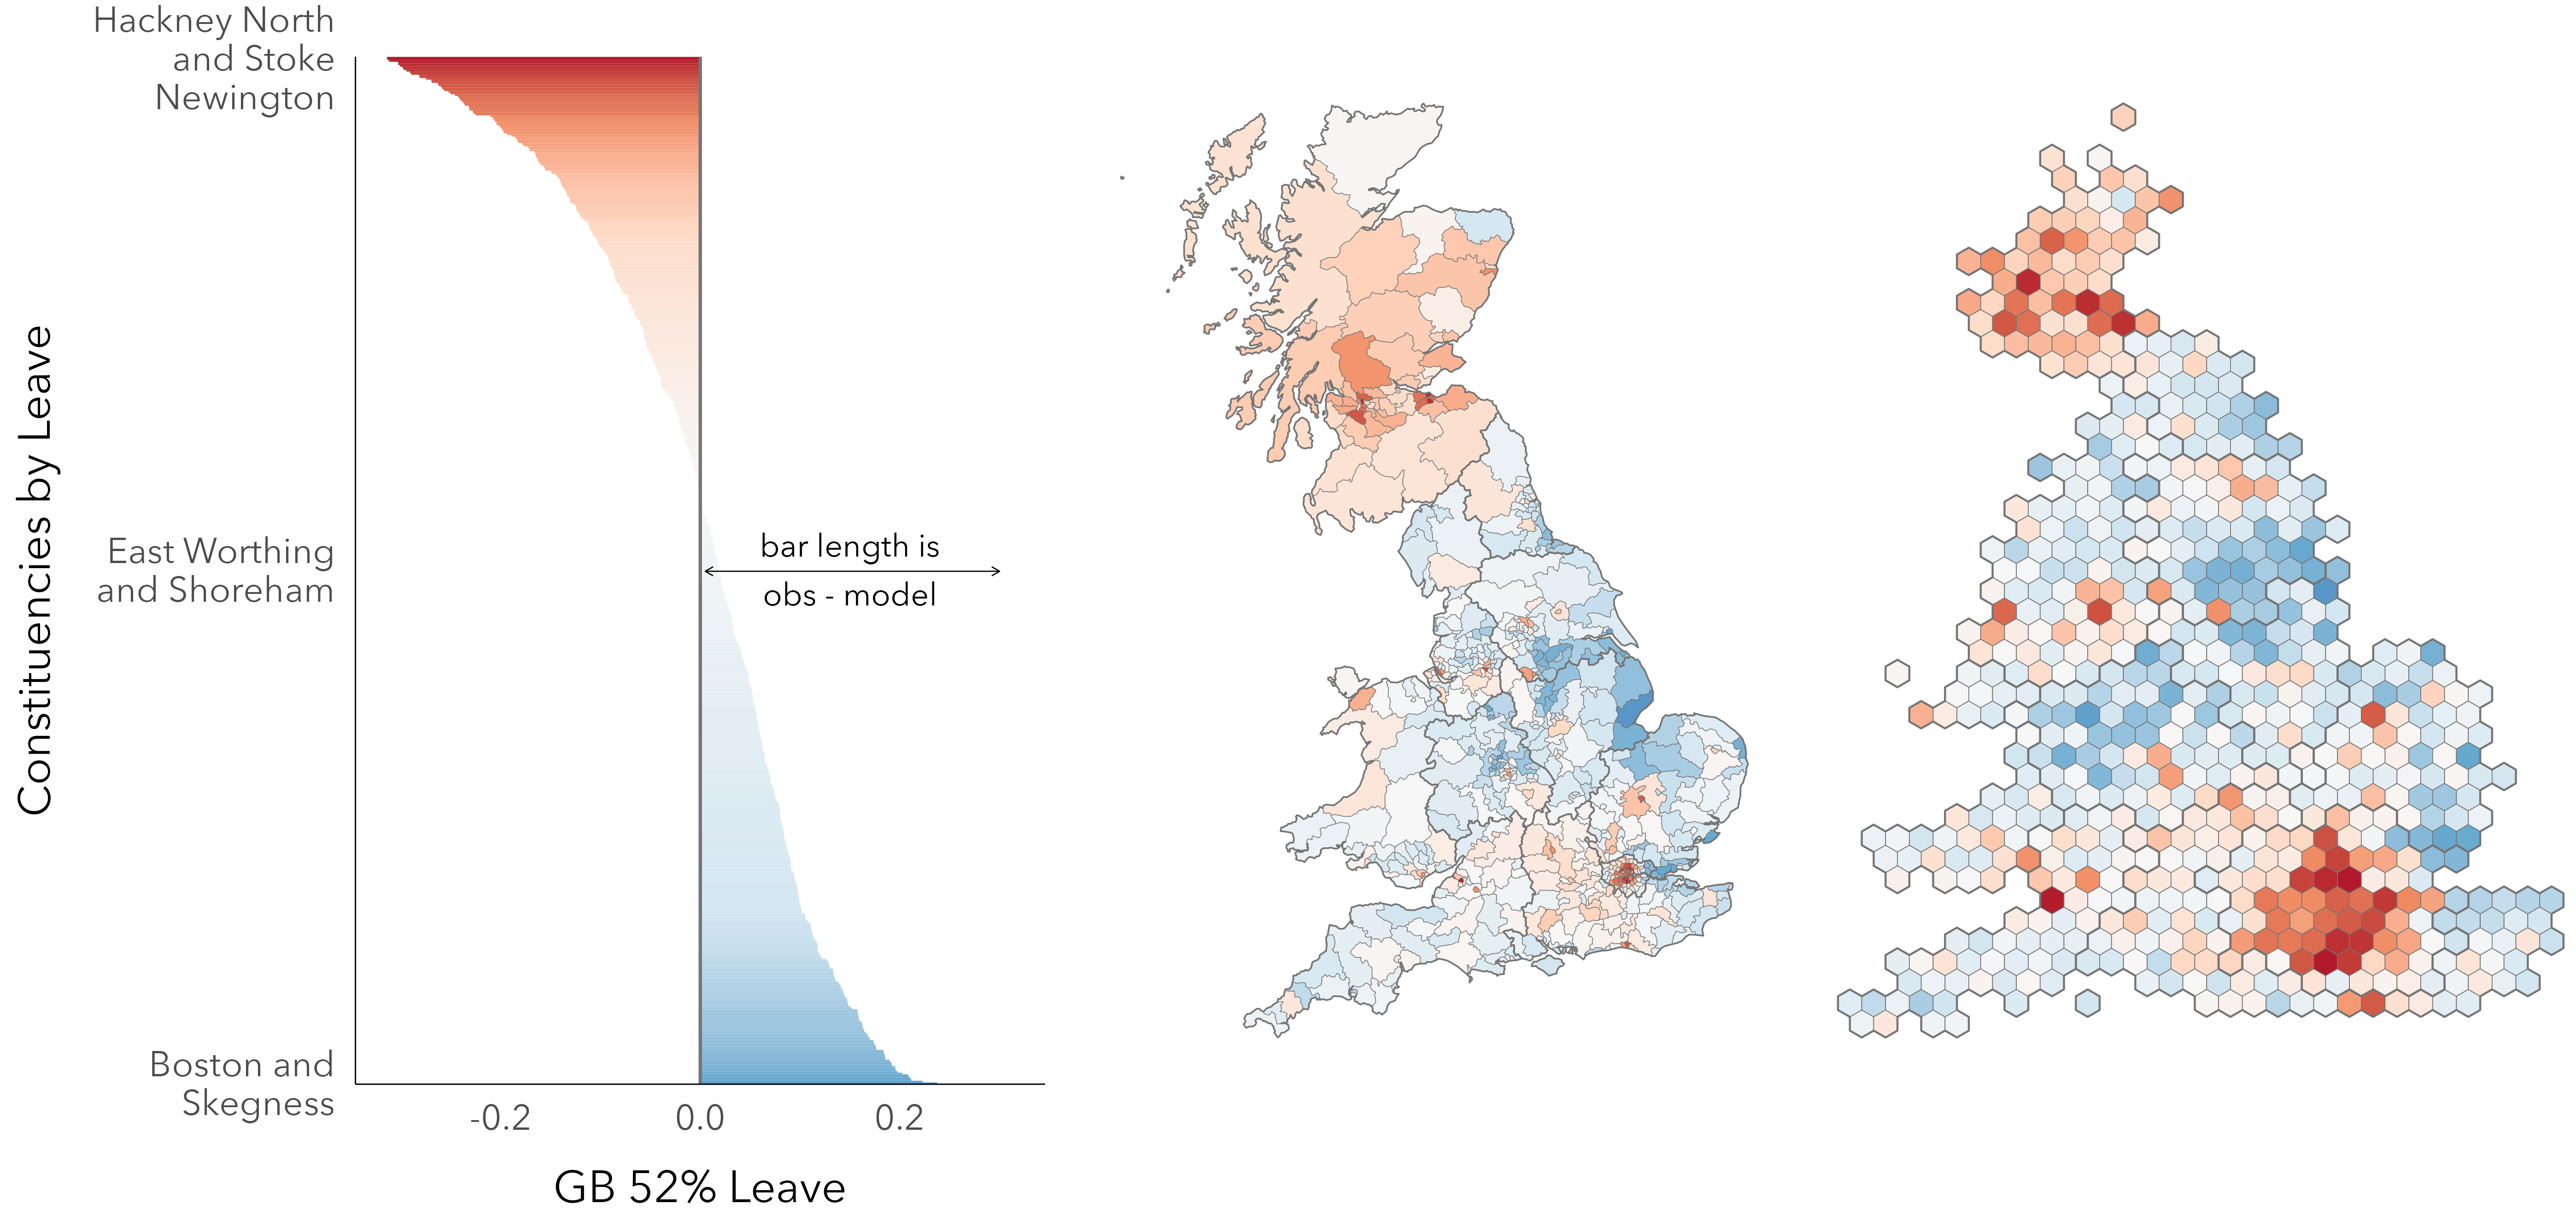 Hackney North
and Stoke
Newington
Constituencies by Leave
East Worthing
and Shoreham
bar length is
obs - model
Boston and
Skegness
-0.2
0.0
0.2
GB 52% Leave